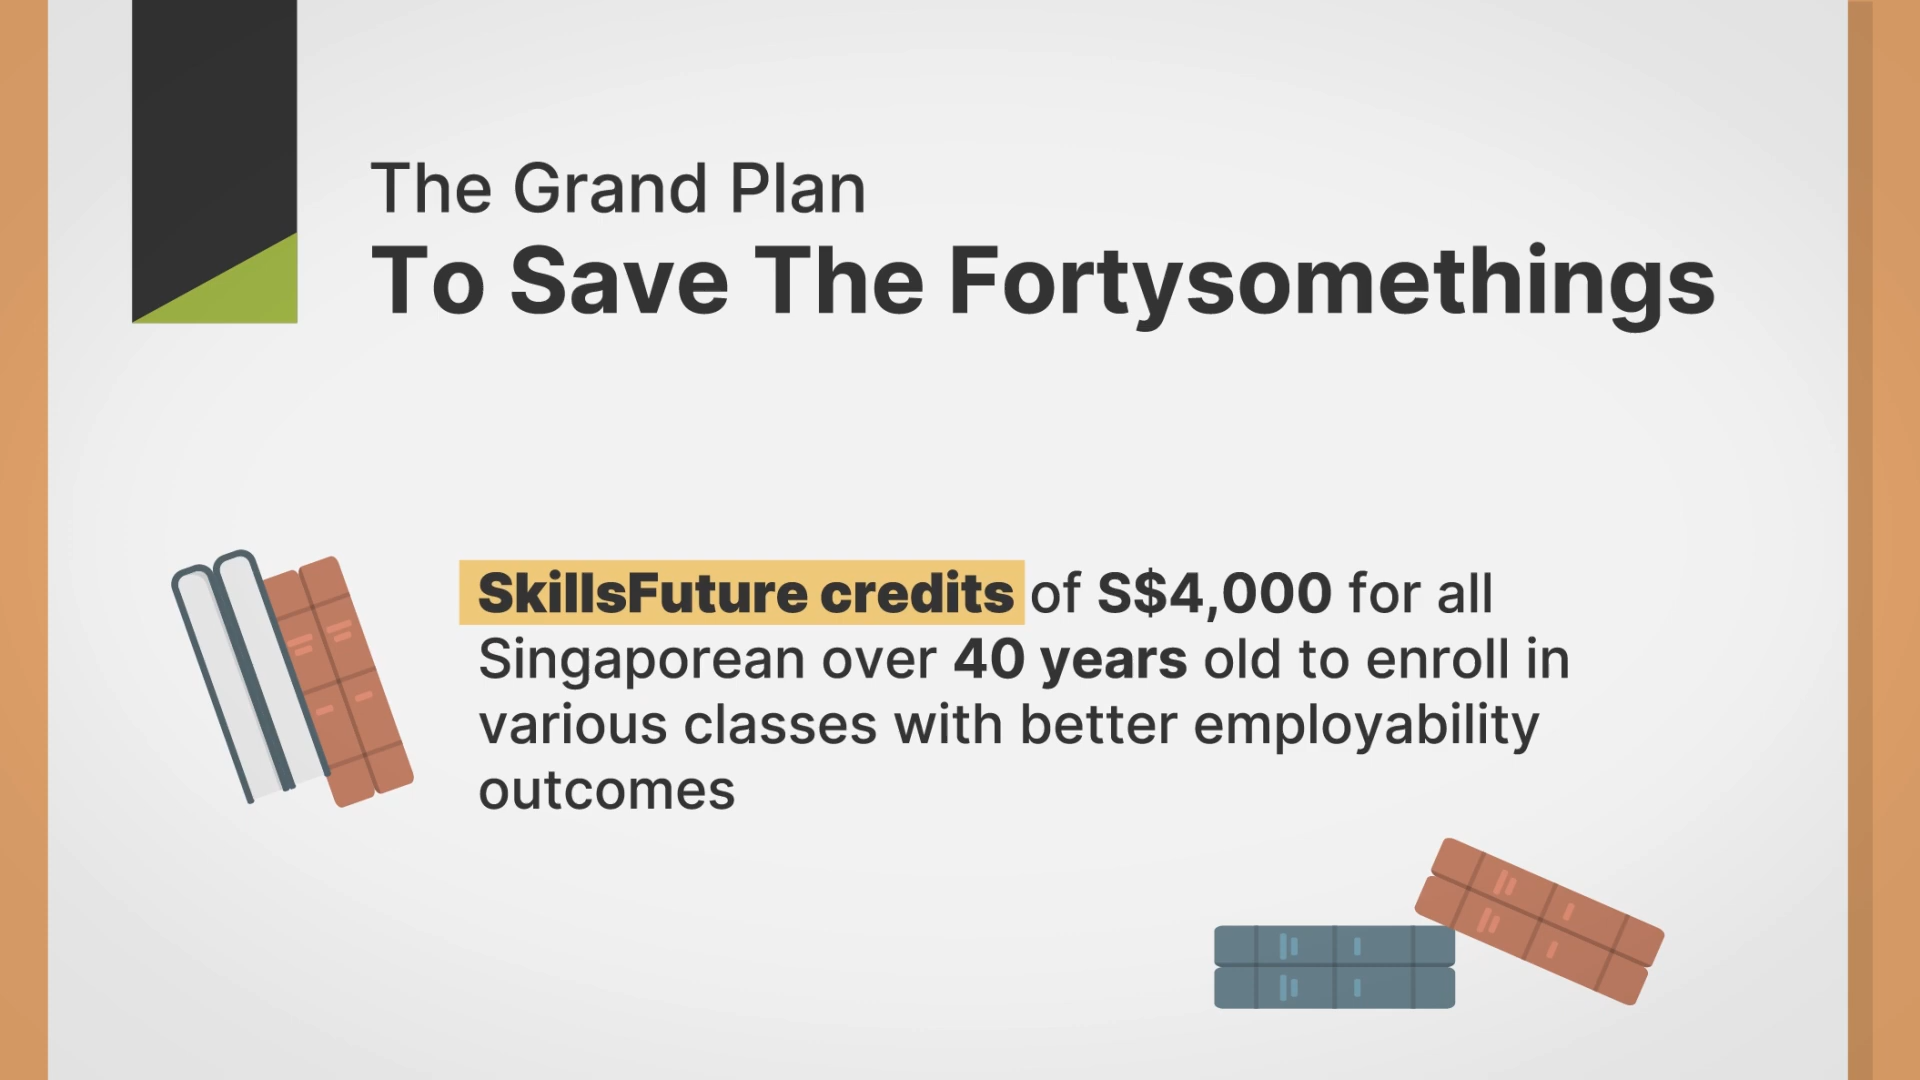 The Grand Plan
To Save The Fortysomethings
SkillsFuture credits of S$4,000 for all
Singaporean over 40 years old to enroll in
various classes with better employability
outcomes